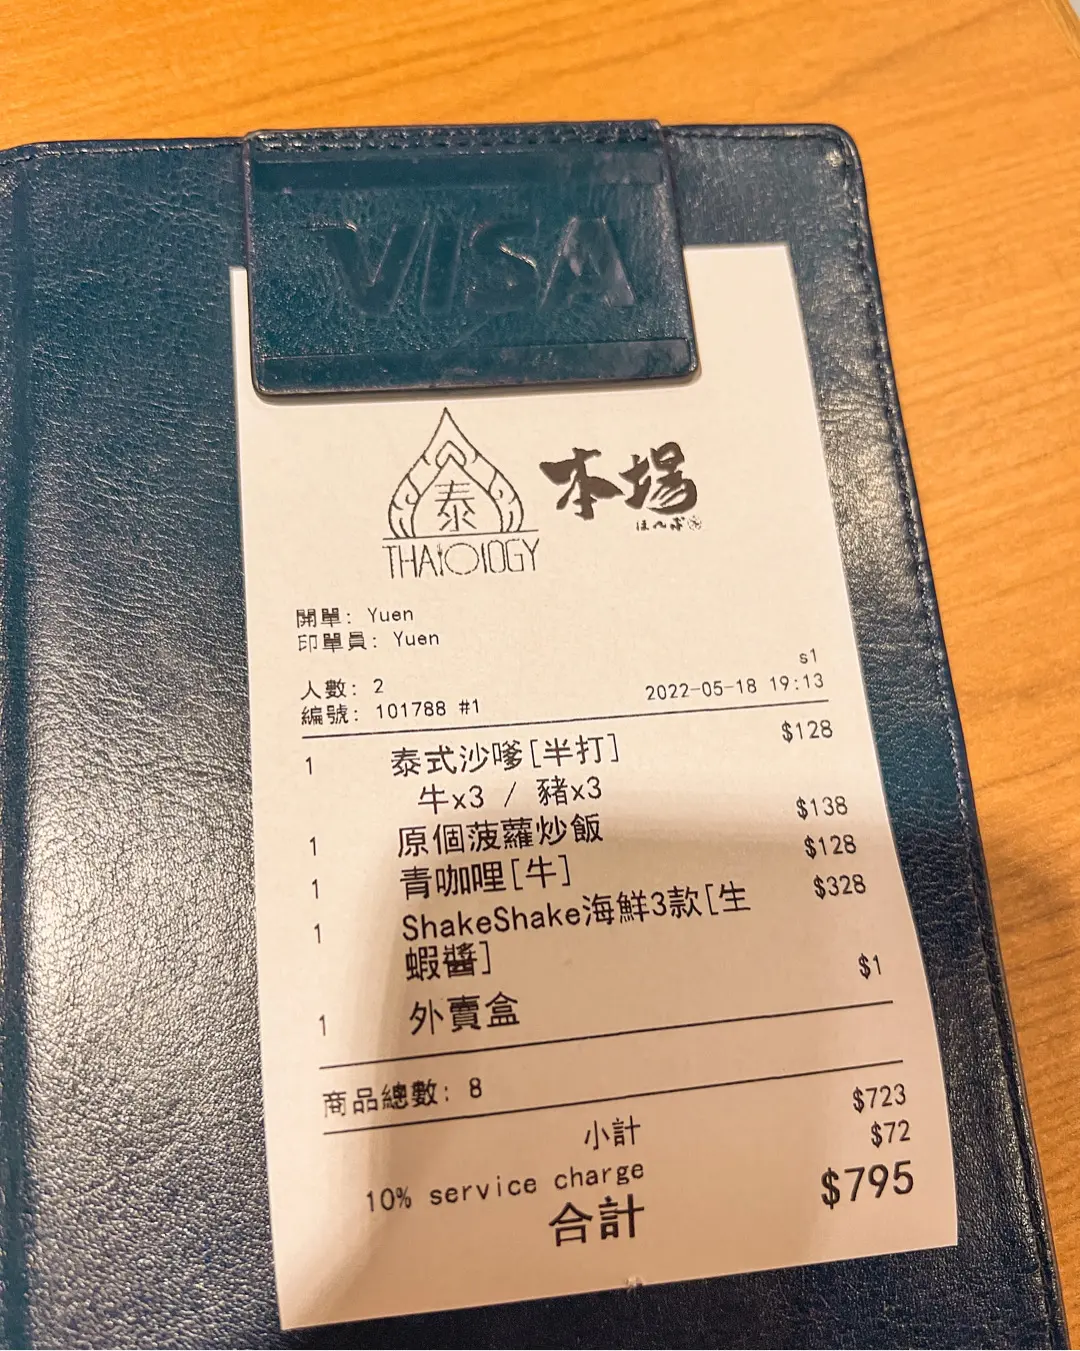 VISA
泰
THAIOLOGY
本場
ほんば
開單: Yuen
印單員: Yuen
s1
人數: 2
編號: 101788 #1 2022-05-18 19:13
1 泰式沙嗲[半打] $128
牛x3 / 豬x3
1 原個菠蘿炒飯 $138
1 青咖哩[牛] $128
1 ShakeShake海鮮3款[生 $328
蝦醬]
1 外賣盒 $1
商品總數: 8
小計 $723
10% service charge $72
合計 $795